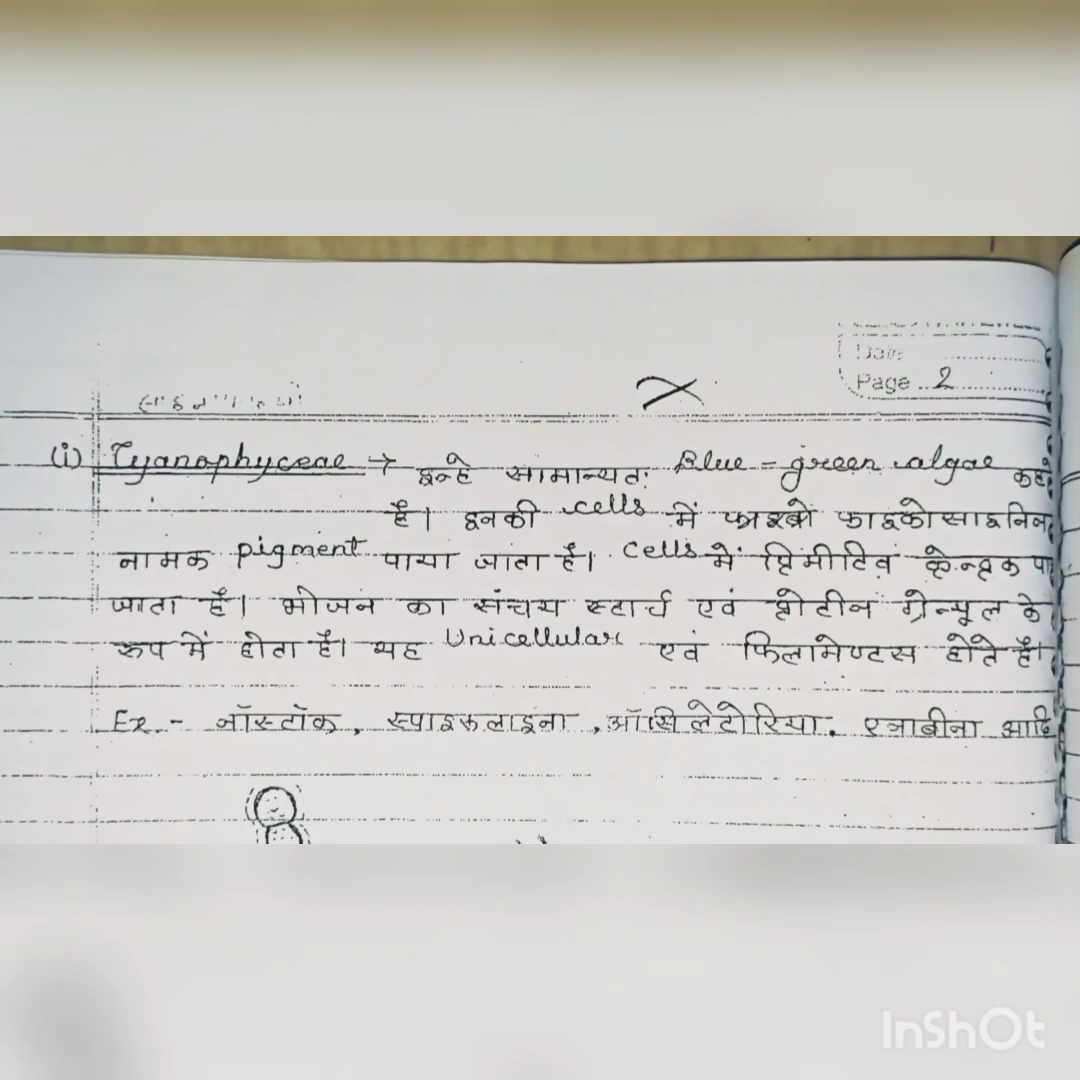 Date
Page 2
(i) Cyanophyceae → इन्हे सामान्यतः Blue-green algae कहते
है। इनकी cells में फाइकोसाइनिन
नामक pigment पाया जाता है। cells में प्रिमीटिव केन्द्रक पा
जाता है। भोजन का संचय स्टार्च एवं प्रोटीन ग्रेन्यूल के
रूप में होता है। यह Unicellular एवं फिलामेण्टस होते है।
Ex.- नॉस्टॉक, स्पाइरुलाइना, ऑसिलेटोरिया, एनाबीना आदि
InShOt